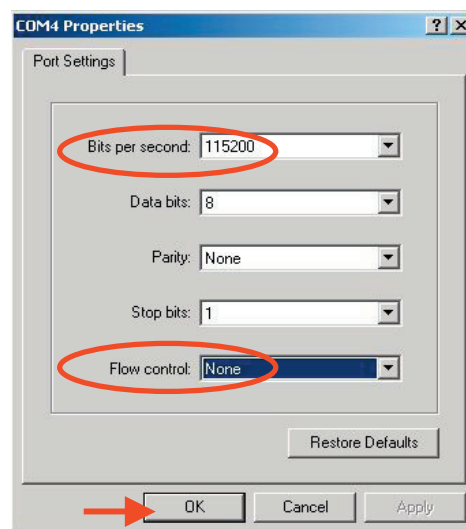 COM4 Properties
Port Settings
Bits per second: 115200
Data bits: 8
Parity: None
Stop bits: 1
Flow control: None
Restore Defaults
OK Cancel Apply